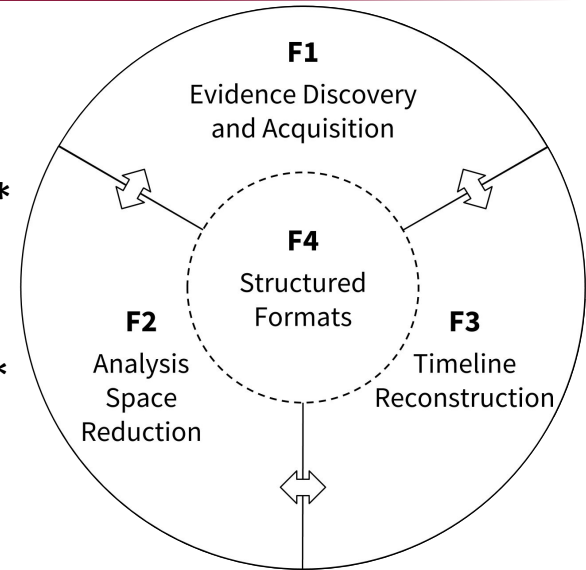 F1
Evidence Discovery
and Acquisition
*
F4
Structured
Formats
F2
Analysis
Space
Reduction
F3
Timeline
Reconstruction
*